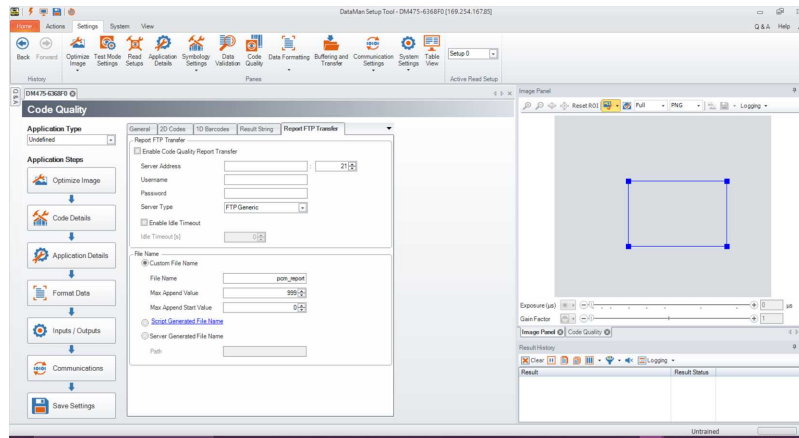 DataMan Setup Tool - DM475-6368F0 [169.254.167.85]
Home Actions Settings System View Q & A Help
Back Forward Optimize Image Test Mode Settings Read Setups Application Details Symbology Settings Data Validation Code Quality Data Formatting Buffering and Transfer Communication Settings System Settings Table View Setup 0
History Panes Active Read Setup
Q & A
DM475-6368F0
Code Quality
Application Type
Undefined
Application Steps
Optimize Image
Code Details
Application Details
Format Data
Inputs / Outputs
Communications
Save Settings
General 2D Codes 1D Barcodes Result String Report FTP Transfer
Report FTP Transfer
Enable Code Quality Report Transfer
Server Address : 21
Username
Password
Server Type FTP Generic
Enable Idle Timeout
Idle Timeout [s] 0
File Name
Custom File Name
File Name pcm_report
Max Append Value 999
Max Append Start Value 0
Script Generated File Name
Server Generated File Name
Path
Image Panel
Reset ROI Full PNG Logging
Exposure (µs) 0 µs
Gain Factor 1
Image Panel Code Quality
Result History
Clear Logging
Result Result Status
Untrained